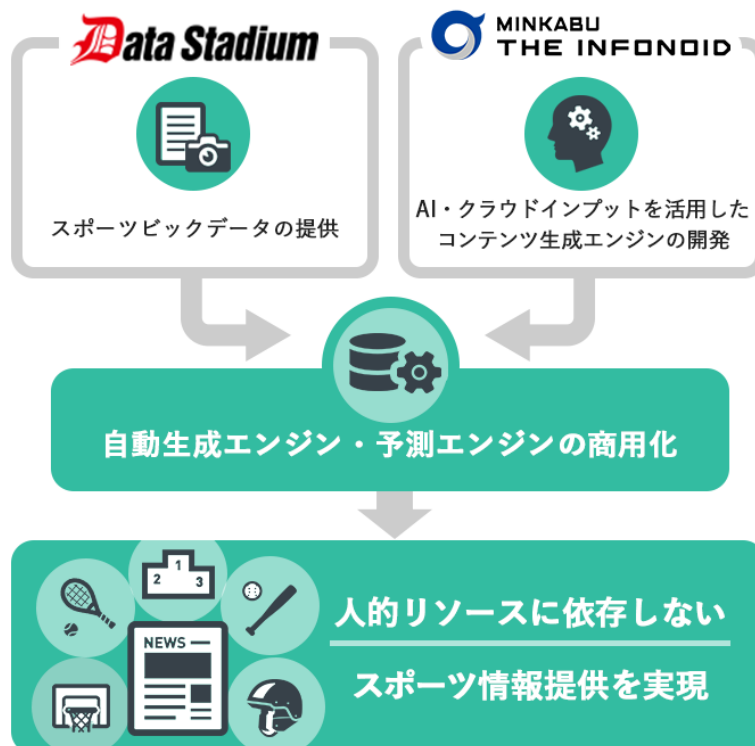 Data Stadium
MINKABU
THE INFONOID
スポーツビックデータの提供
AI・クラウドインプットを活用した
コンテンツ生成エンジンの開発
自動生成エンジン・予測エンジンの商用化
1
2
3
NEWS
人的リソースに依存しない
スポーツ情報提供を実現